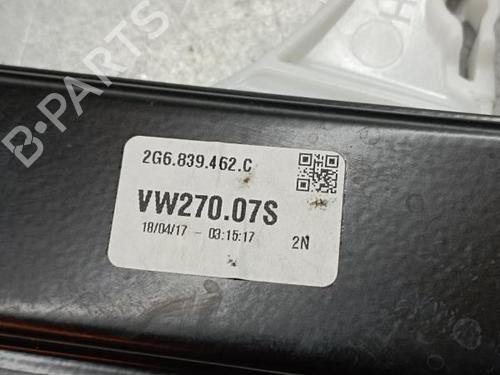 B-PARTS
2G6.839.462.C
VW270.07S
18/04/17 - 03:15:17
2N